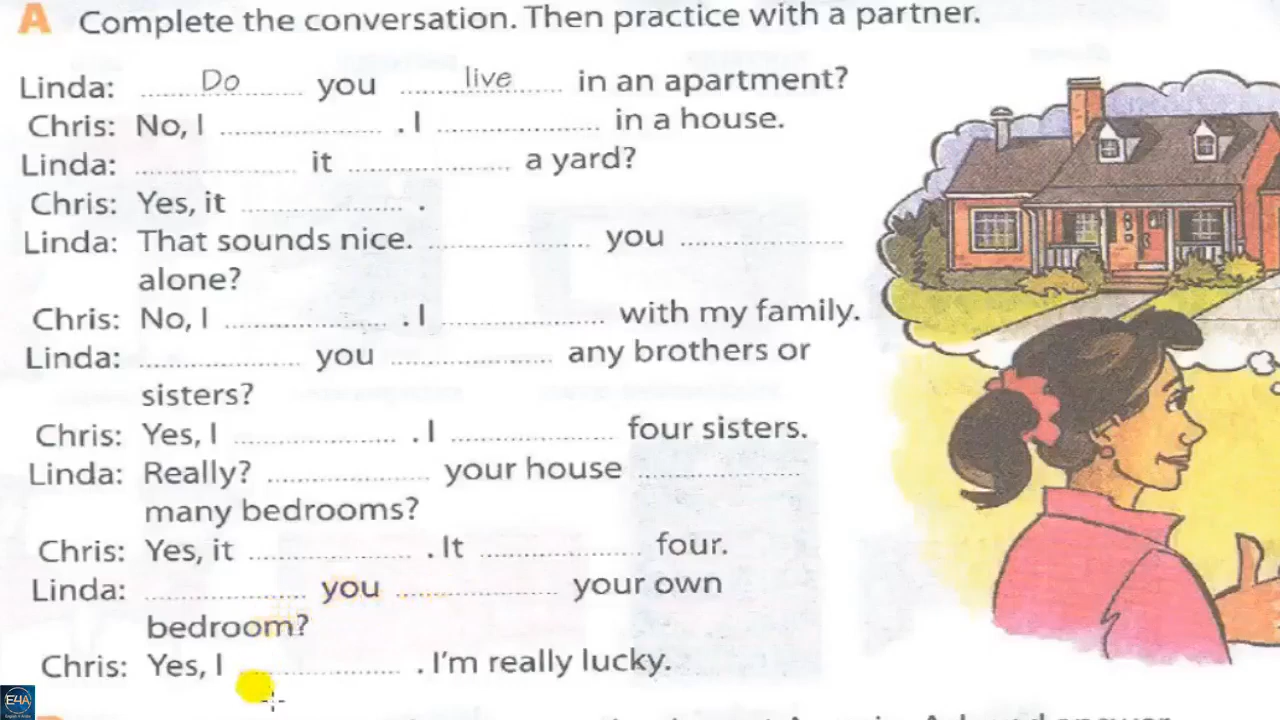 A Complete the conversation. Then practice with a partner.
Linda: Do you live in an apartment?
Chris: No, I ............ . I ............ in a house.
Linda: ............ it ............ a yard?
Chris: Yes, it ............ .
Linda: That sounds nice. ............ you ............
alone?
Chris: No, I ............ . I ............ with my family.
Linda: ............ you ............ any brothers or
sisters?
Chris: Yes, I ............ . I ............ four sisters.
Linda: Really? ............ your house ............
many bedrooms?
Chris: Yes, it ............ . It ............ four.
Linda: ............ you ............ your own
bedroom?
Chris: Yes, I ............ . I'm really lucky.
E4A